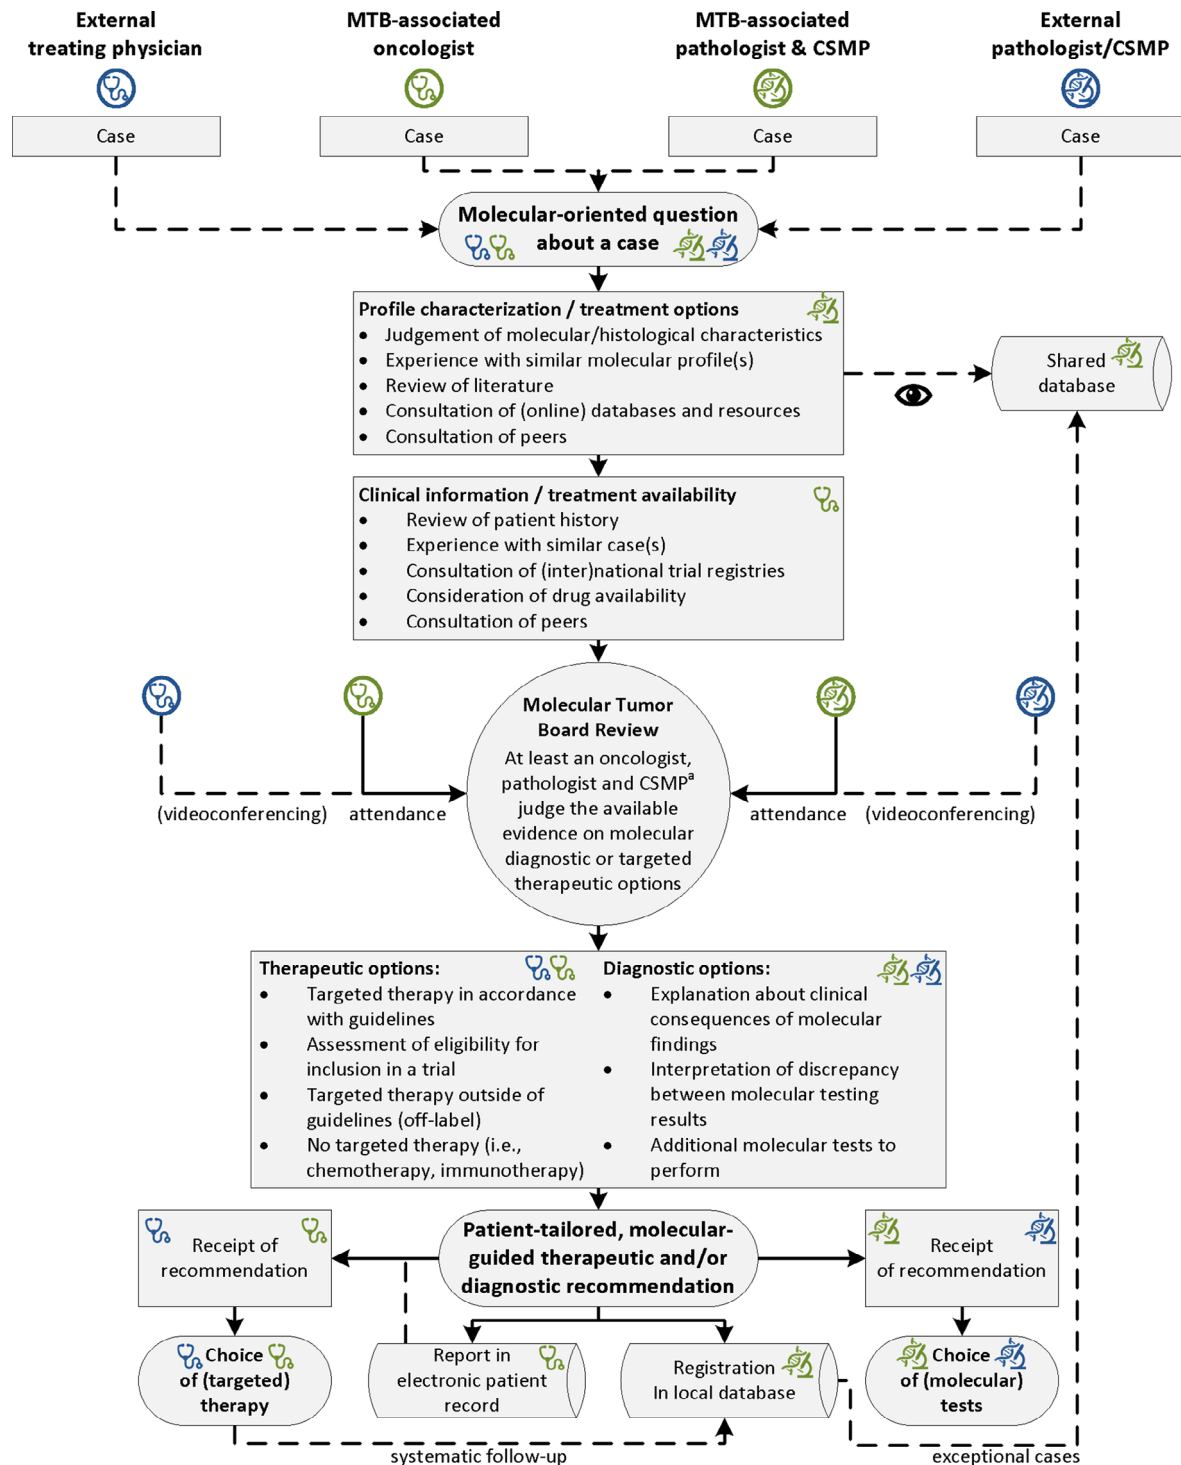 External
treating physician
MTB-associated
oncologist
MTB-associated
pathologist & CSMP
External
pathologist/CSMP
Case
Case
Case
Case
Molecular-oriented question
about a case
Profile characterization / treatment options
• Judgement of molecular/histological characteristics
• Experience with similar molecular profile(s)
• Review of literature
• Consultation of (online) databases and resources
• Consultation of peers
Shared
database
Clinical information / treatment availability
• Review of patient history
• Experience with similar case(s)
• Consultation of (inter)national trial registries
• Consideration of drug availability
• Consultation of peers
Molecular Tumor
Board Review
At least an oncologist,
pathologist and CSMPª
judge the available
evidence on molecular
diagnostic or targeted
therapeutic options
(videoconferencing)
attendance
attendance
(videoconferencing)
Therapeutic options:
• Targeted therapy in accordance
with guidelines
• Assessment of eligibility for
inclusion in a trial
• Targeted therapy outside of
guidelines (off-label)
• No targeted therapy (i.e.,
chemotherapy, immunotherapy)
Diagnostic options:
• Explanation about clinical
consequences of molecular
findings
• Interpretation of discrepancy
between molecular testing
results
• Additional molecular tests to
perform
Receipt of
recommendation
Patient-tailored, molecular-
guided therapeutic and/or
diagnostic recommendation
Receipt
of recommendation
Choice
of (targeted)
therapy
Report in
electronic patient
record
Registration
In local database
Choice
of (molecular)
tests
systematic follow-up
exceptional cases